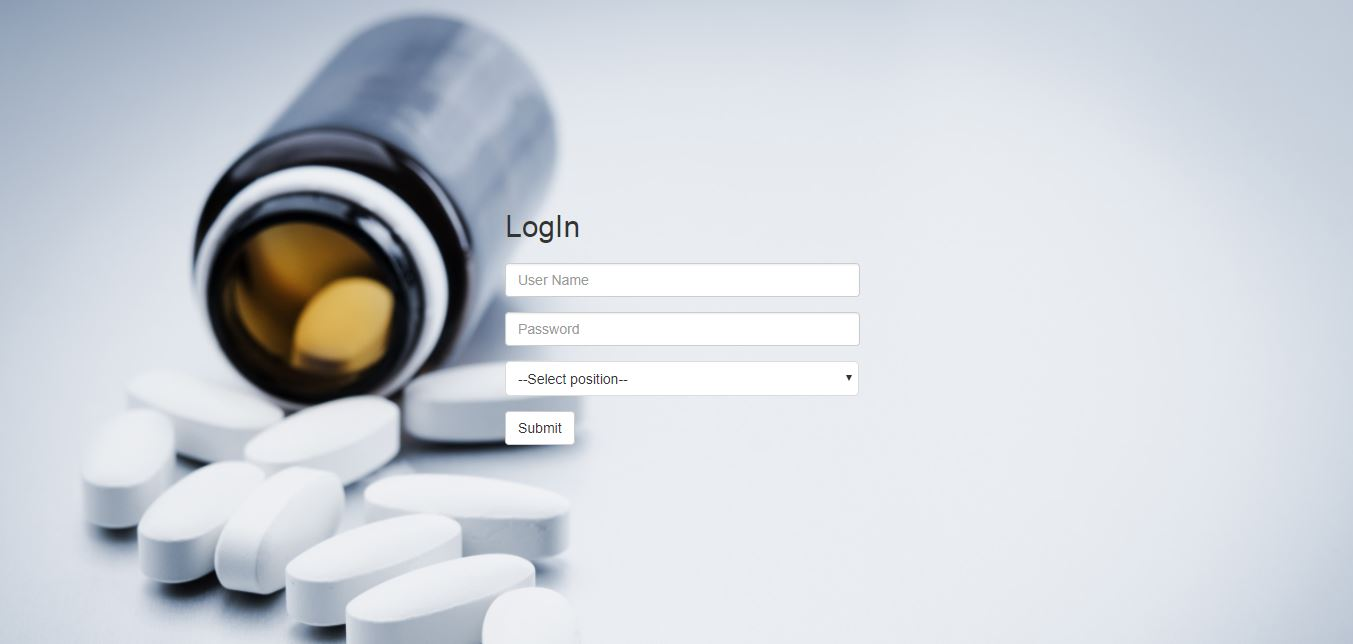 LogIn
User Name
Password
--Select position--
Submit